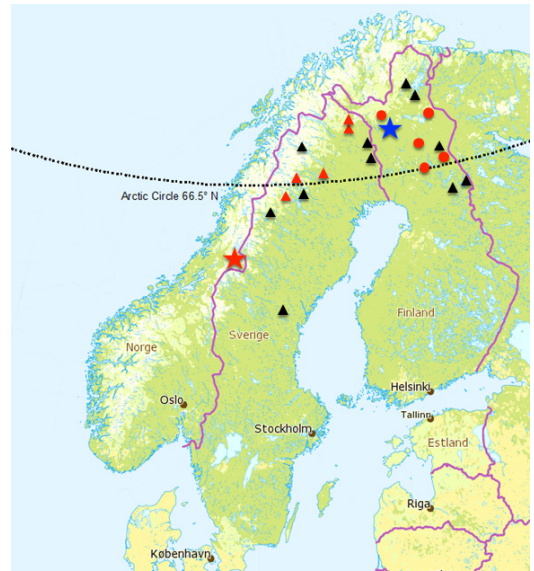 Arctic Circle 66.5° N
Finland
Sverige
Norge
Helsinki
Oslo
Tallinn
Stockholm
Estland
Riga
København